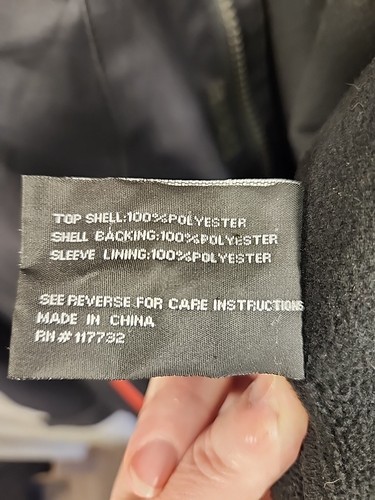 TOP SHELL:100%POLYESTER
SHELL BACKING:100%POLYESTER
SLEEVE LINING:100%POLYESTER
SEE REVERSE FOR CARE INSTRUCTIONS
MADE IN CHINA
RN#117732